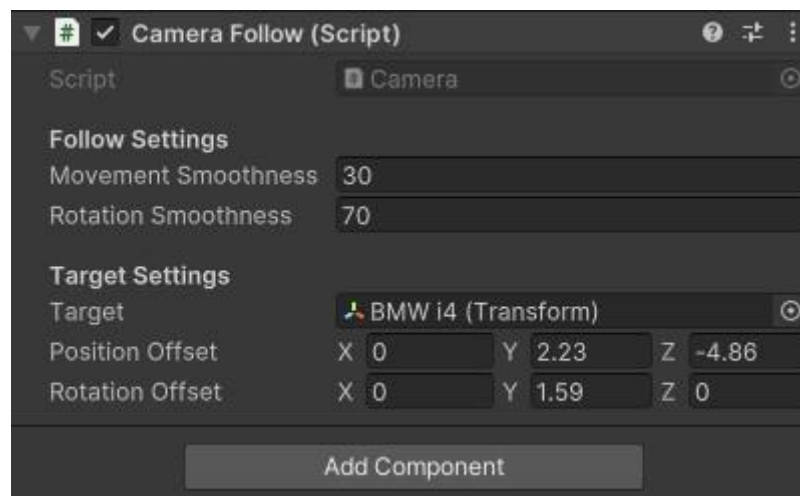 Camera Follow (Script)
Script Camera
Follow Settings
Movement Smoothness 30
Rotation Smoothness 70
Target Settings
Target BMW i4 (Transform)
Position Offset X 0 Y 2.23 Z -4.86
Rotation Offset X 0 Y 1.59 Z 0
Add Component